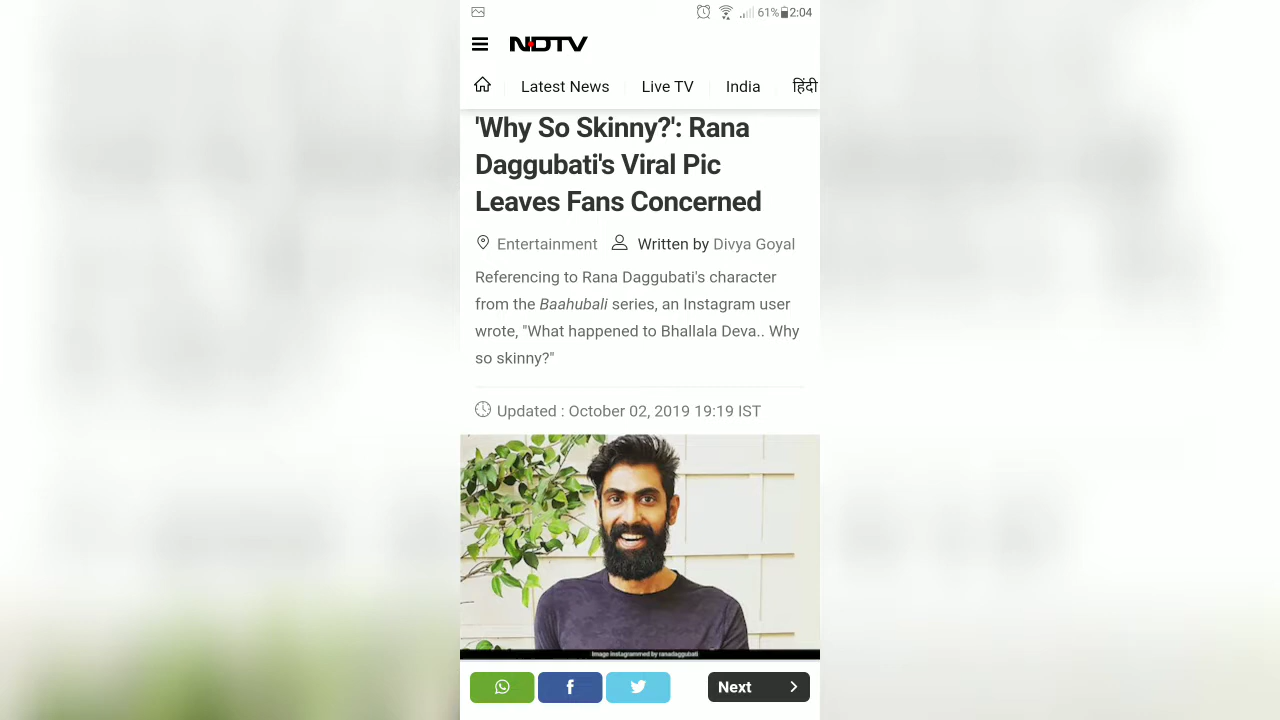 61% 2:04
NDTV
Latest News Live TV India हिंदी
'Why So Skinny?': Rana
Daggubati's Viral Pic
Leaves Fans Concerned
Entertainment Written by Divya Goyal
Referencing to Rana Daggubati's character
from the Baahubali series, an Instagram user
wrote, "What happened to Bhallala Deva.. Why
so skinny?"
Updated : October 02, 2019 19:19 IST
Image instagrammed by ranadaggubati
Next